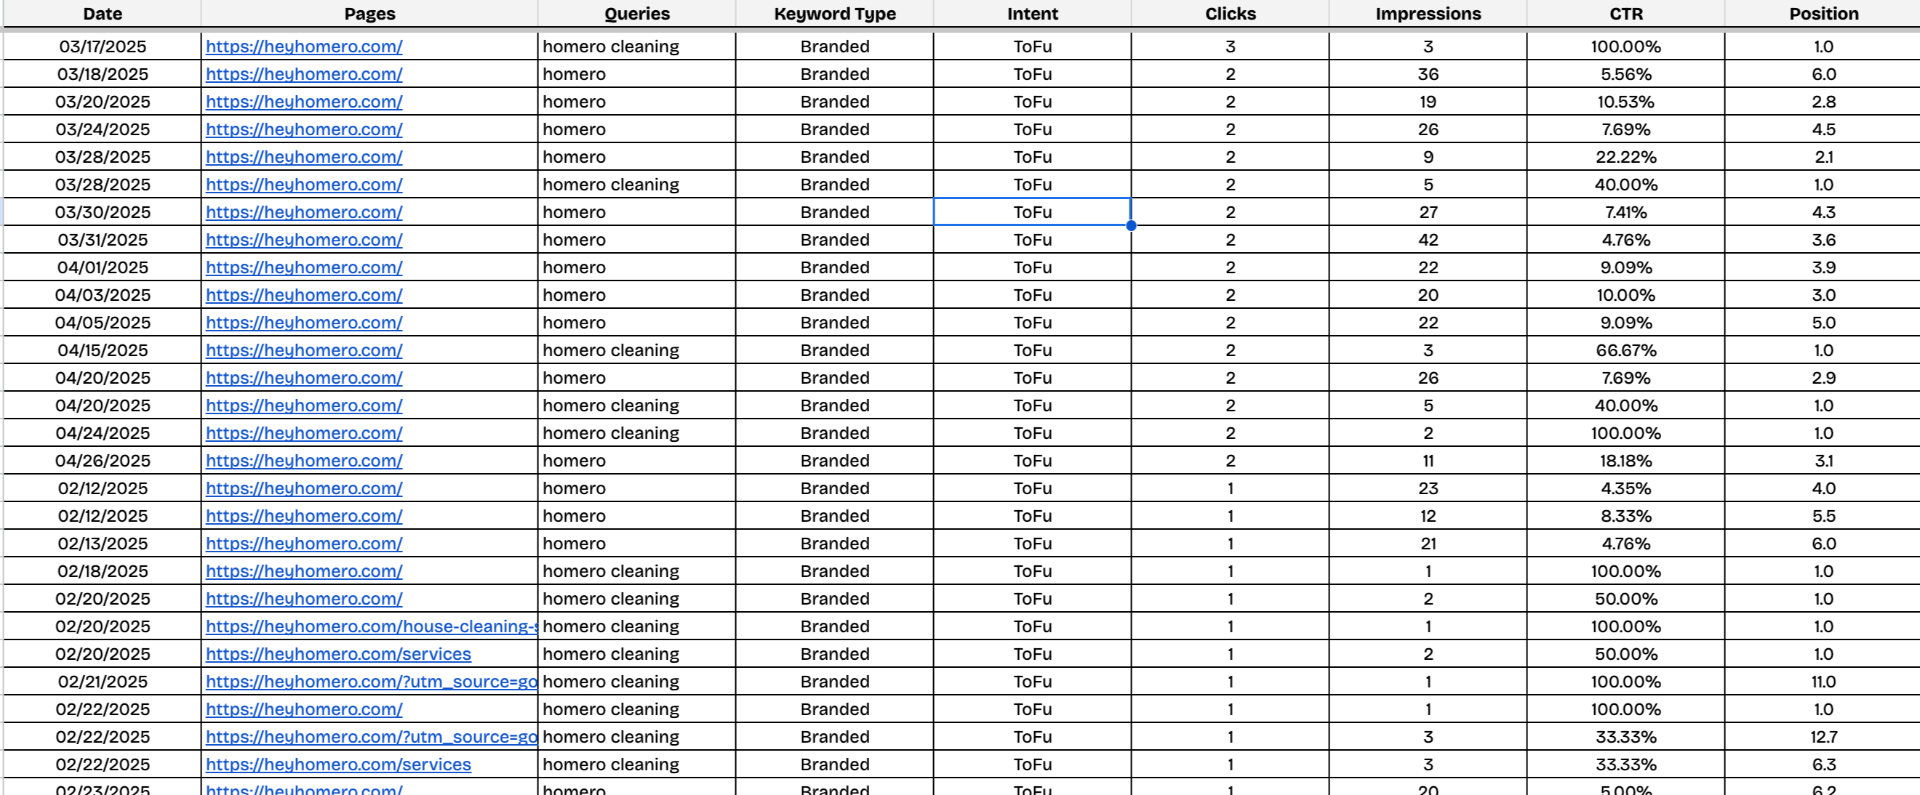 Date Pages Queries Keyword Type Intent Clicks Impressions CTR Position
03/17/2025 https://heyhomero.com/ homero cleaning Branded ToFu 3 3 100.00% 1.0
03/18/2025 https://heyhomero.com/ homero Branded ToFu 2 36 5.56% 6.0
03/20/2025 https://heyhomero.com/ homero Branded ToFu 2 19 10.53% 2.8
03/24/2025 https://heyhomero.com/ homero Branded ToFu 2 26 7.69% 4.5
03/28/2025 https://heyhomero.com/ homero Branded ToFu 2 9 22.22% 2.1
03/28/2025 https://heyhomero.com/ homero cleaning Branded ToFu 2 5 40.00% 1.0
03/30/2025 https://heyhomero.com/ homero Branded ToFu 2 27 7.41% 4.3
03/31/2025 https://heyhomero.com/ homero Branded ToFu 2 42 4.76% 3.6
04/01/2025 https://heyhomero.com/ homero Branded ToFu 2 22 9.09% 3.9
04/03/2025 https://heyhomero.com/ homero Branded ToFu 2 20 10.00% 3.0
04/05/2025 https://heyhomero.com/ homero Branded ToFu 2 22 9.09% 5.0
04/15/2025 https://heyhomero.com/ homero cleaning Branded ToFu 2 3 66.67% 1.0
04/20/2025 https://heyhomero.com/ homero Branded ToFu 2 26 7.69% 2.9
04/20/2025 https://heyhomero.com/ homero cleaning Branded ToFu 2 5 40.00% 1.0
04/24/2025 https://heyhomero.com/ homero cleaning Branded ToFu 2 2 100.00% 1.0
04/26/2025 https://heyhomero.com/ homero Branded ToFu 2 11 18.18% 3.1
02/12/2025 https://heyhomero.com/ homero Branded ToFu 1 23 4.35% 4.0
02/12/2025 https://heyhomero.com/ homero Branded ToFu 1 12 8.33% 5.5
02/13/2025 https://heyhomero.com/ homero Branded ToFu 1 21 4.76% 6.0
02/18/2025 https://heyhomero.com/ homero cleaning Branded ToFu 1 1 100.00% 1.0
02/20/2025 https://heyhomero.com/ homero cleaning Branded ToFu 1 2 50.00% 1.0
02/20/2025 https://heyhomero.com/house-cleaning-s homero cleaning Branded ToFu 1 1 100.00% 1.0
02/20/2025 https://heyhomero.com/services homero cleaning Branded ToFu 1 2 50.00% 1.0
02/21/2025 https://heyhomero.com/?utm_source=go homero cleaning Branded ToFu 1 1 100.00% 11.0
02/22/2025 https://heyhomero.com/ homero cleaning Branded ToFu 1 1 100.00% 1.0
02/22/2025 https://heyhomero.com/?utm_source=go homero cleaning Branded ToFu 1 3 33.33% 12.7
02/22/2025 https://heyhomero.com/services homero cleaning Branded ToFu 1 3 33.33% 6.3
02/23/2025 https://heyhomero.com/ homero Branded ToFu 1 20 5.00% 6.2